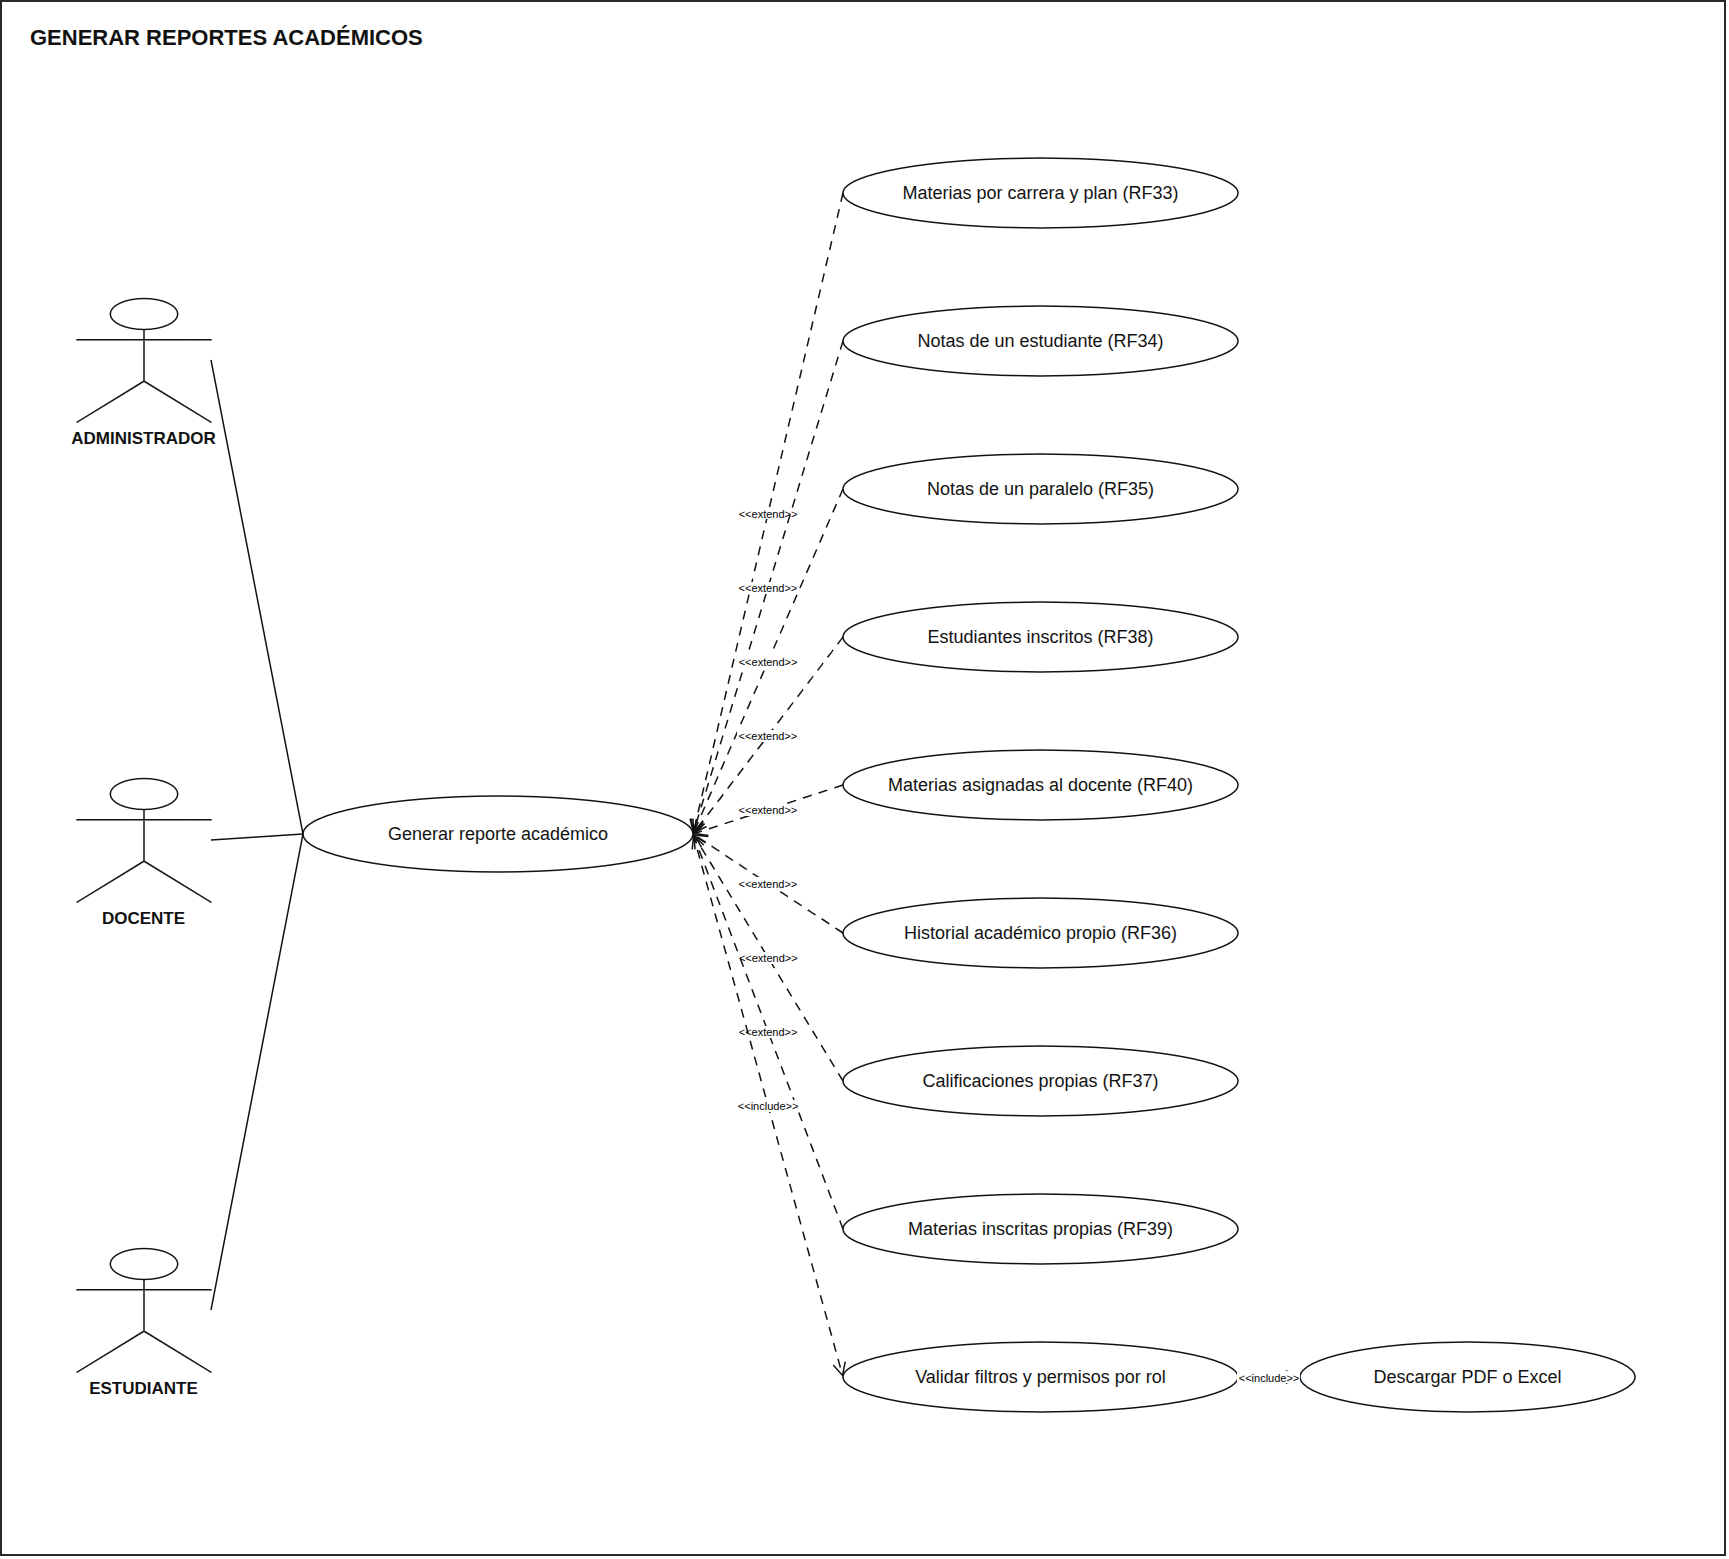 GENERAR REPORTES ACADÉMICOS
Materias por carrera y plan (RF33)
Notas de un estudiante (RF34)
ADMINISTRADOR
Notas de un paralelo (RF35)
<<extend>>
<<extend>>
Estudiantes inscritos (RF38)
<<extend>>
<<extend>>
Materias asignadas al docente (RF40)
<<extend>>
Generar reporte académico
<<extend>>
DOCENTE
Historial académico propio (RF36)
<<extend>>
<<extend>>
Calificaciones propias (RF37)
<<include>>
Materias inscritas propias (RF39)
Validar filtros y permisos por rol
<<include>>
Descargar PDF o Excel
ESTUDIANTE